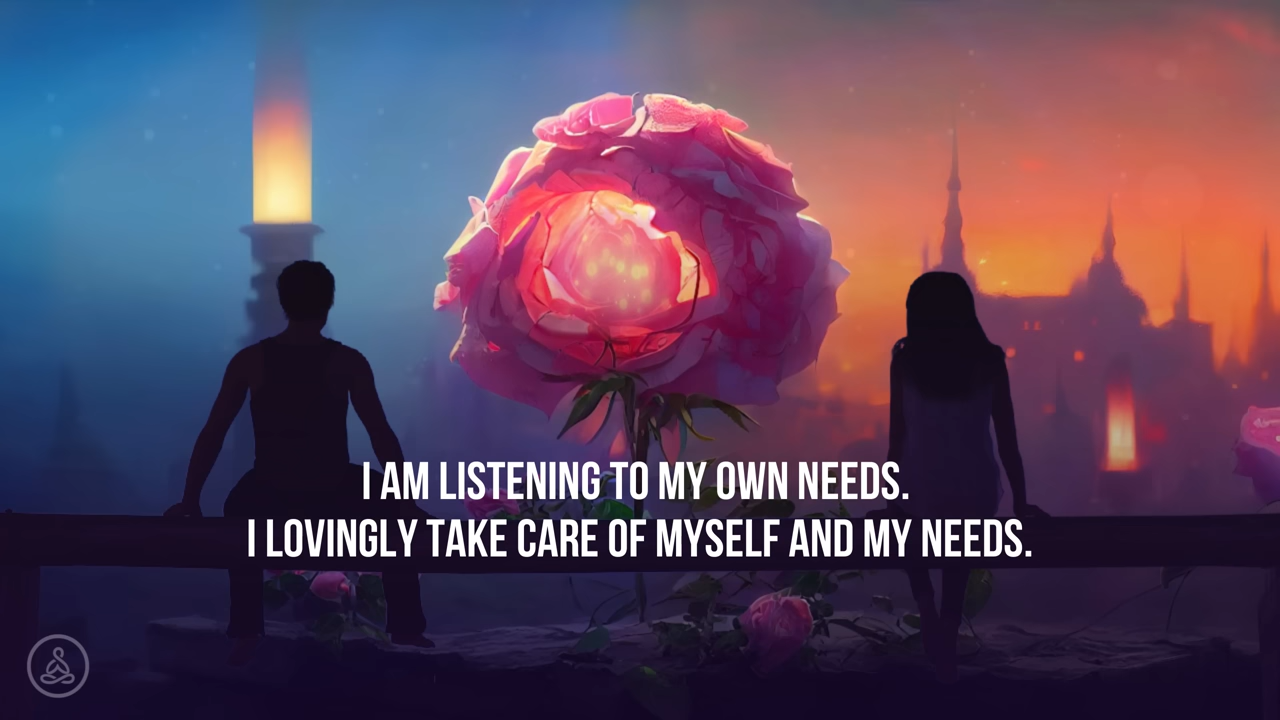 I AM LISTENING TO MY OWN NEEDS.
I LOVINGLY TAKE CARE OF MYSELF AND MY NEEDS.